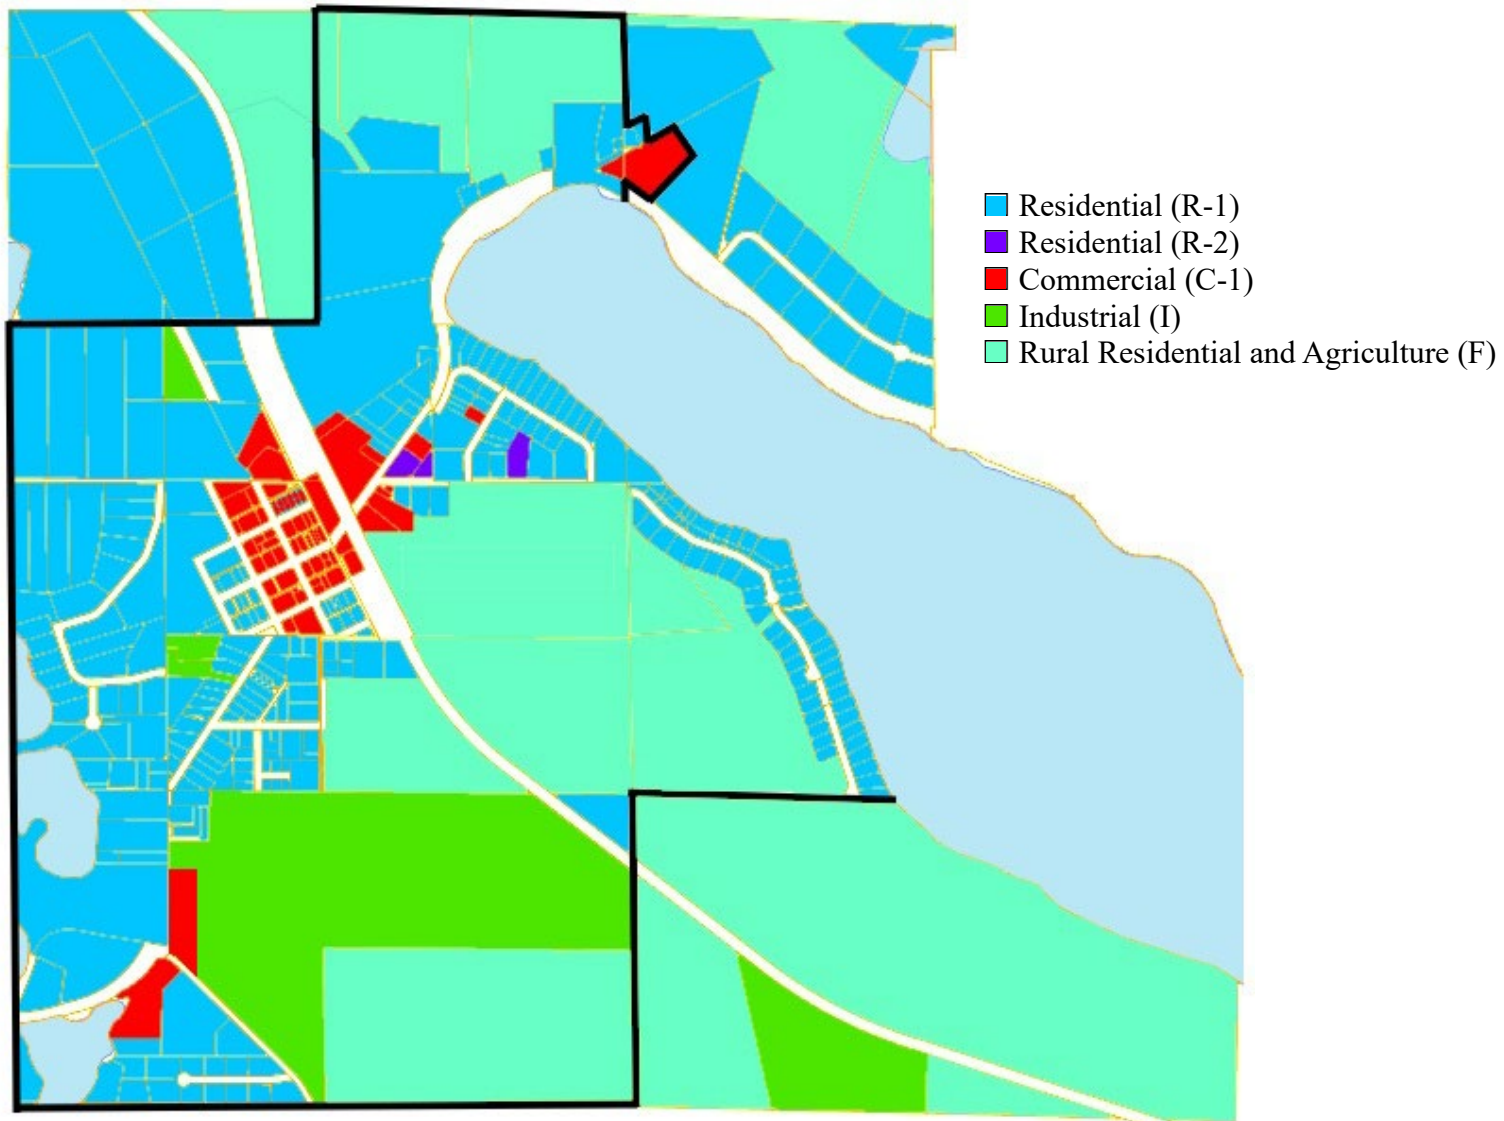 Residential (R-1)
Residential (R-2)
Commercial (C-1)
Industrial (I)
Rural Residential and Agriculture (F)